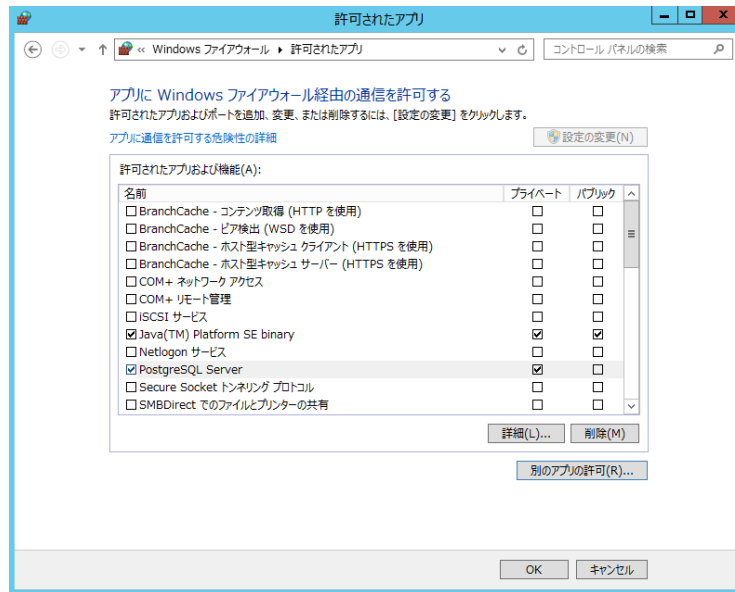 許可されたアプリ
« Windows ファイアウォール ▸ 許可されたアプリ
コントロール パネルの検索
アプリに Windows ファイアウォール経由の通信を許可する
許可されたアプリおよびポートを追加、変更、または削除するには、[設定の変更] をクリックします。
アプリに通信を許可する危険性の詳細
設定の変更(N)
許可されたアプリおよび機能(A):
名前 プライベート パブリック
BranchCache - コンテンツ取得 (HTTP を使用)
BranchCache - ピア検出 (WSD を使用)
BranchCache - ホスト型キャッシュ クライアント (HTTPS を使用)
BranchCache - ホスト型キャッシュ サーバー (HTTPS を使用)
COM+ ネットワーク アクセス
COM+ リモート管理
iSCSI サービス
Java(TM) Platform SE binary
Netlogon サービス
PostgreSQL Server
Secure Socket トンネリング プロトコル
SMBDirect でのファイルとプリンターの共有
詳細(L)... 削除(M)
別のアプリの許可(R)...
OK キャンセル